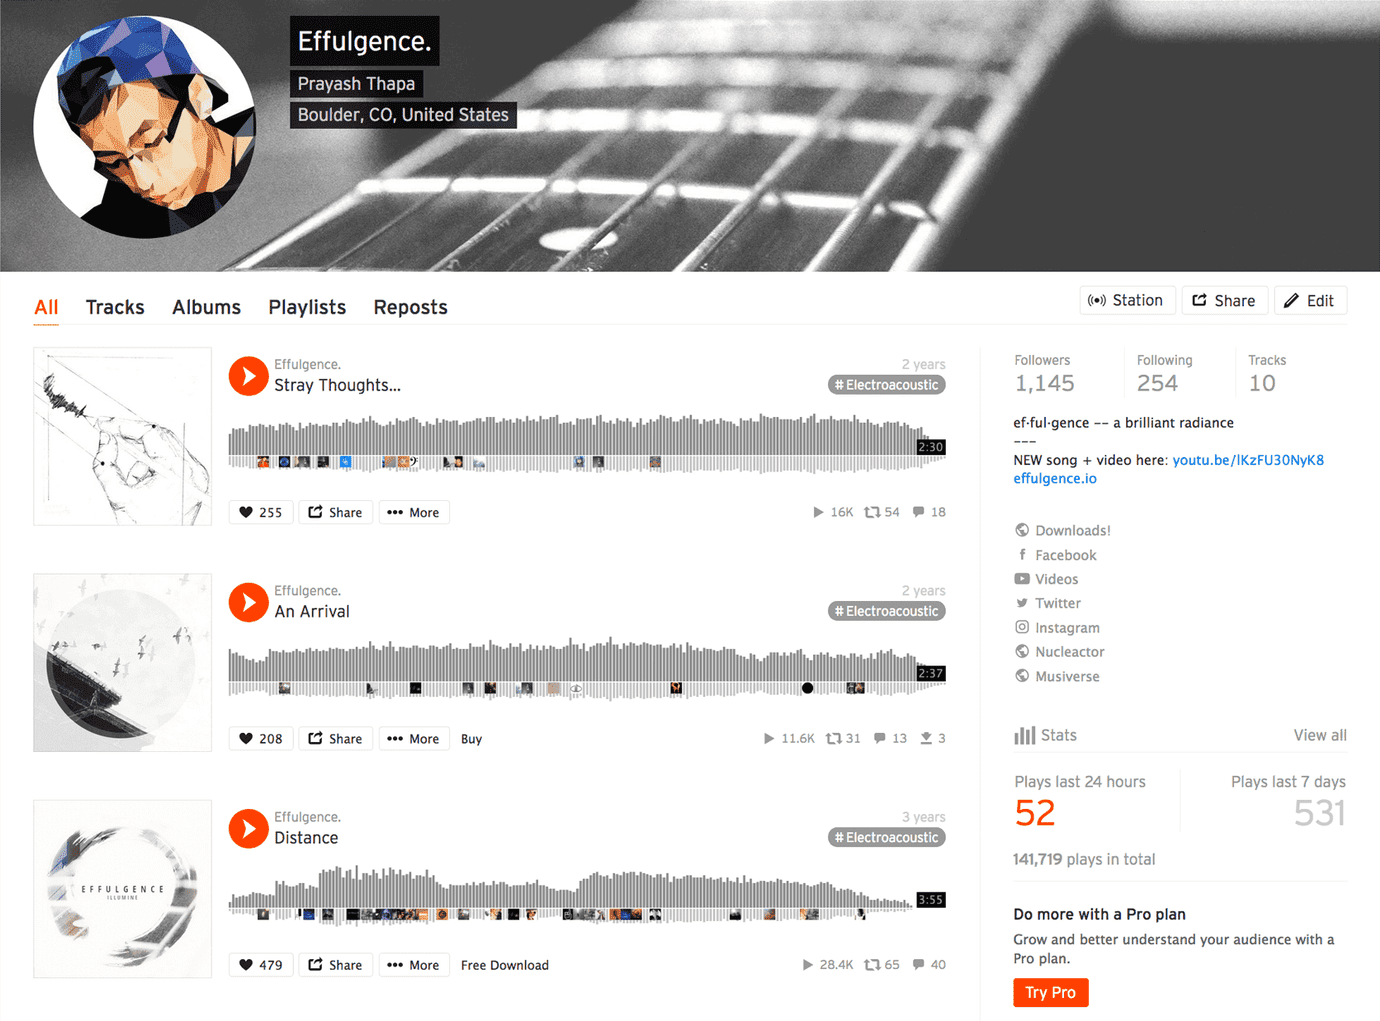 Effulgence.
Prayash Thapa
Boulder, CO, United States
All Tracks Albums Playlists Reposts
Station Share Edit
Effulgence.
Stray Thoughts...
2 years
# Electroacoustic
2:30
255 Share More
16K 54 18
Effulgence.
An Arrival
2 years
# Electroacoustic
2:37
208 Share More Buy
11.6K 31 13 3
EFFULGENCE
ILLUMINE
Effulgence.
Distance
3 years
# Electroacoustic
3:55
479 Share More Free Download
28.4K 65 40
Followers Following Tracks
1,145 254 10
ef·ful·gence -- a brilliant radiance
---
NEW song + video here: youtu.be/lKzFU30NyK8
effulgence.io
Downloads!
Facebook
Videos
Twitter
Instagram
Nucleactor
Musiverse
Stats View all
Plays last 24 hours Plays last 7 days
52 531
141,719 plays in total
Do more with a Pro plan
Grow and better understand your audience with a
Pro plan.
Try Pro